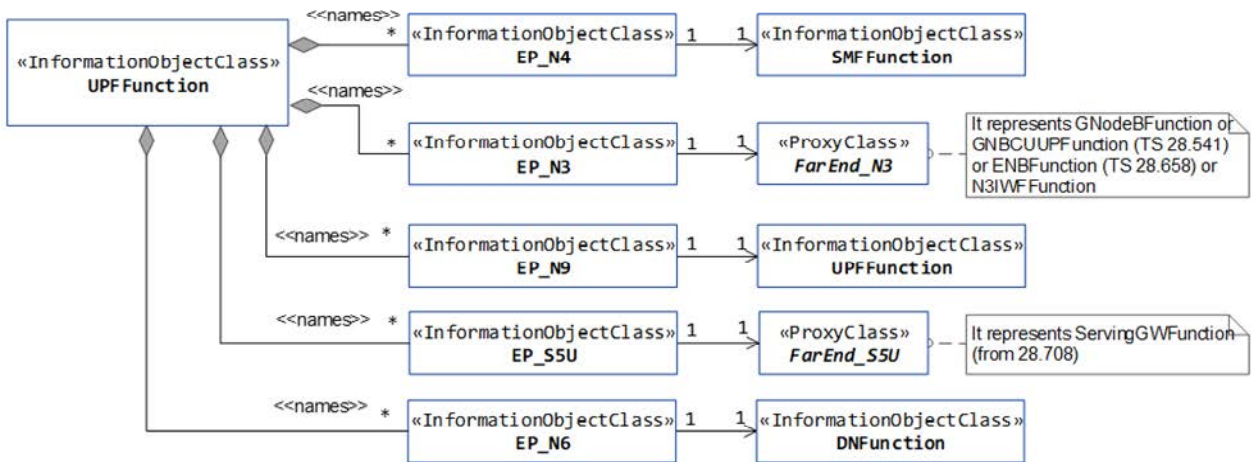 «InformationObjectClass»
UPFFunction
<<names>>
*
«InformationObjectClass»
EP_N4
1
1
«InformationObjectClass»
SMFFunction
<<names>>
*
«InformationObjectClass»
EP_N3
1
1
«ProxyClass»
FarEnd_N3
It represents GNodeBFunction or
GNBCUUPFunction (TS 28.541)
or ENBFunction (TS 28.658) or
N3IWFFunction
<<names>>
*
«InformationObjectClass»
EP_N9
1
1
«InformationObjectClass»
UPFFunction
<<names>>
*
«InformationObjectClass»
EP_S5U
1
1
«ProxyClass»
FarEnd_S5U
It represents ServingGWFunction
(from 28.708)
<<names>>
*
«InformationObjectClass»
EP_N6
1
1
«InformationObjectClass»
DNFunction